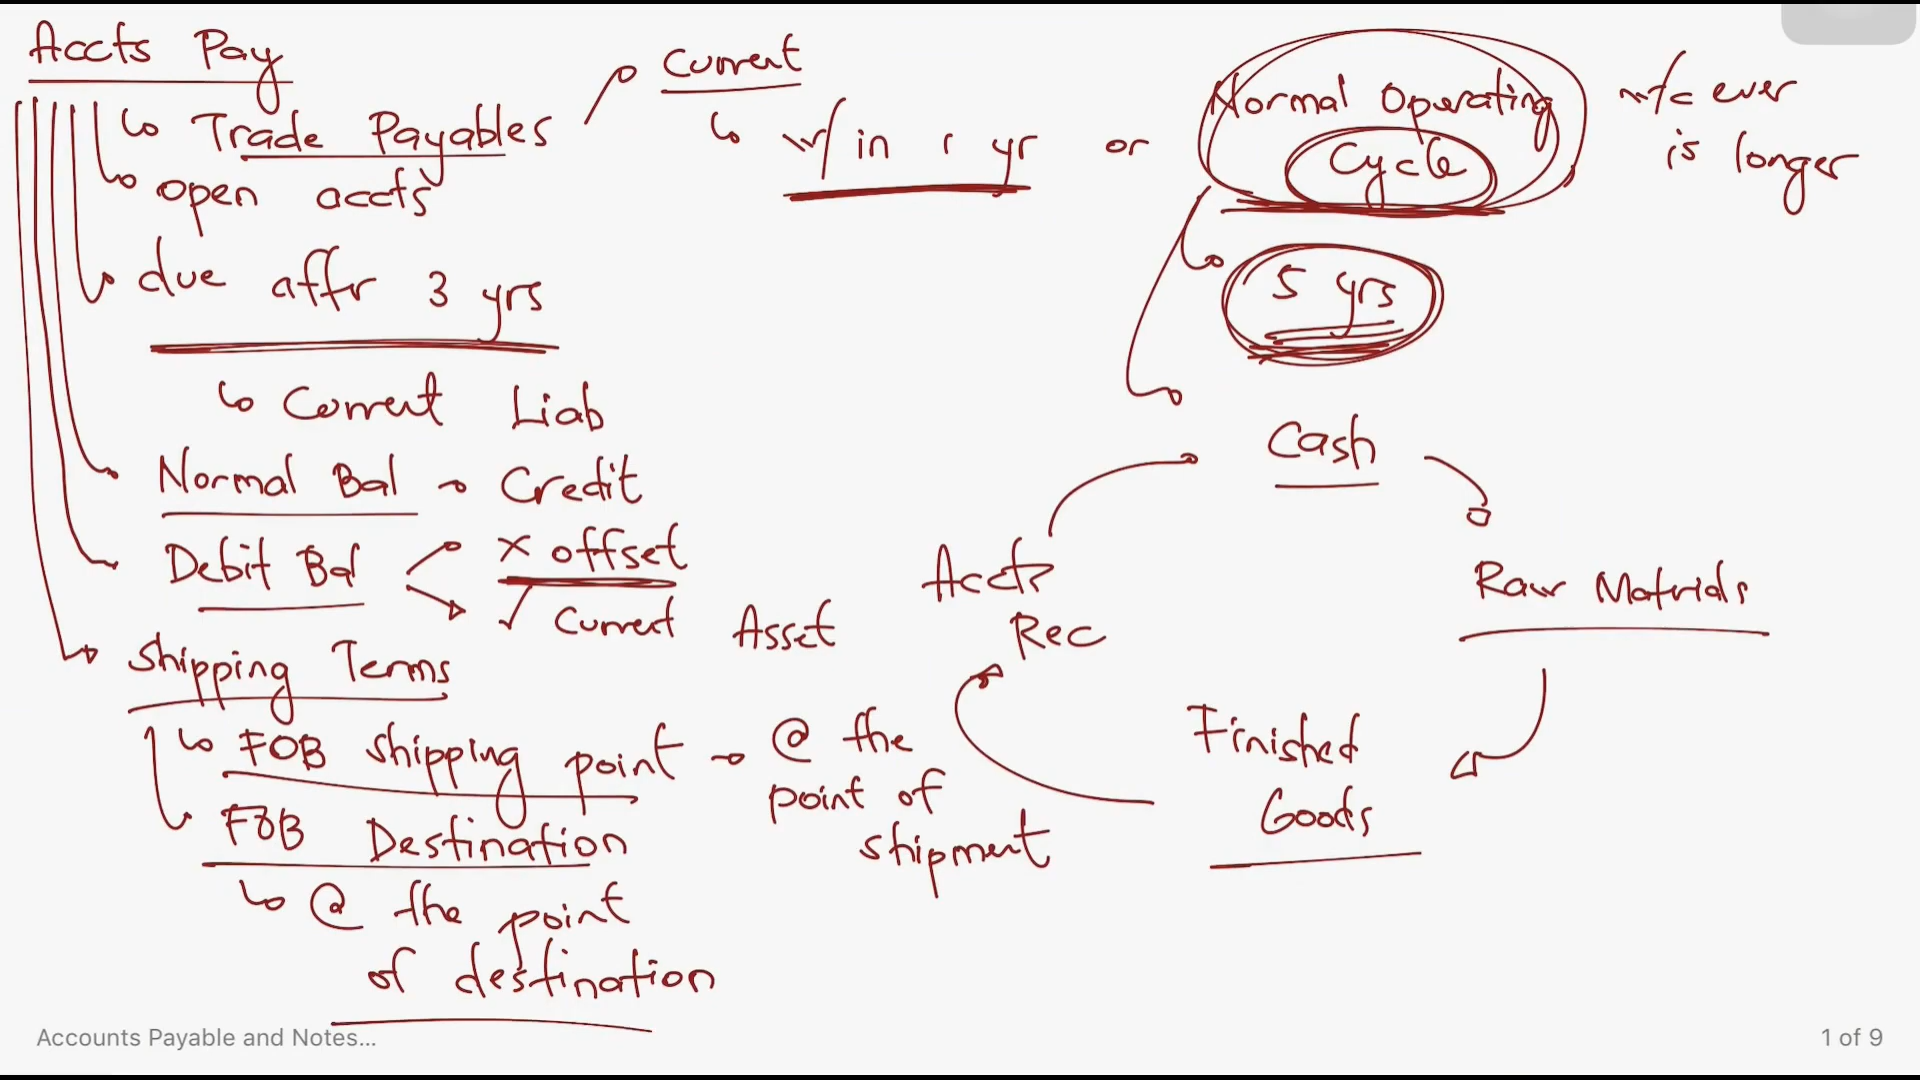 Accts Pay
Trade Payables
open accts
due aftr 3 yrs
Current Liab
Normal Bal → Credit
Debit Bal
x offset
✓ Current Asset
Shipping Terms
FOB shipping point → @ the
point of
shipment
FOB Destination
@ the point
of destination
Current
w/in 1 yr or
Normal Operating
Cycle
w/c ever
is longer
5 yrs
Cash
Raw Matrials
Finished
Goods
Accts
Rec
Accounts Payable and Notes...
1 of 9